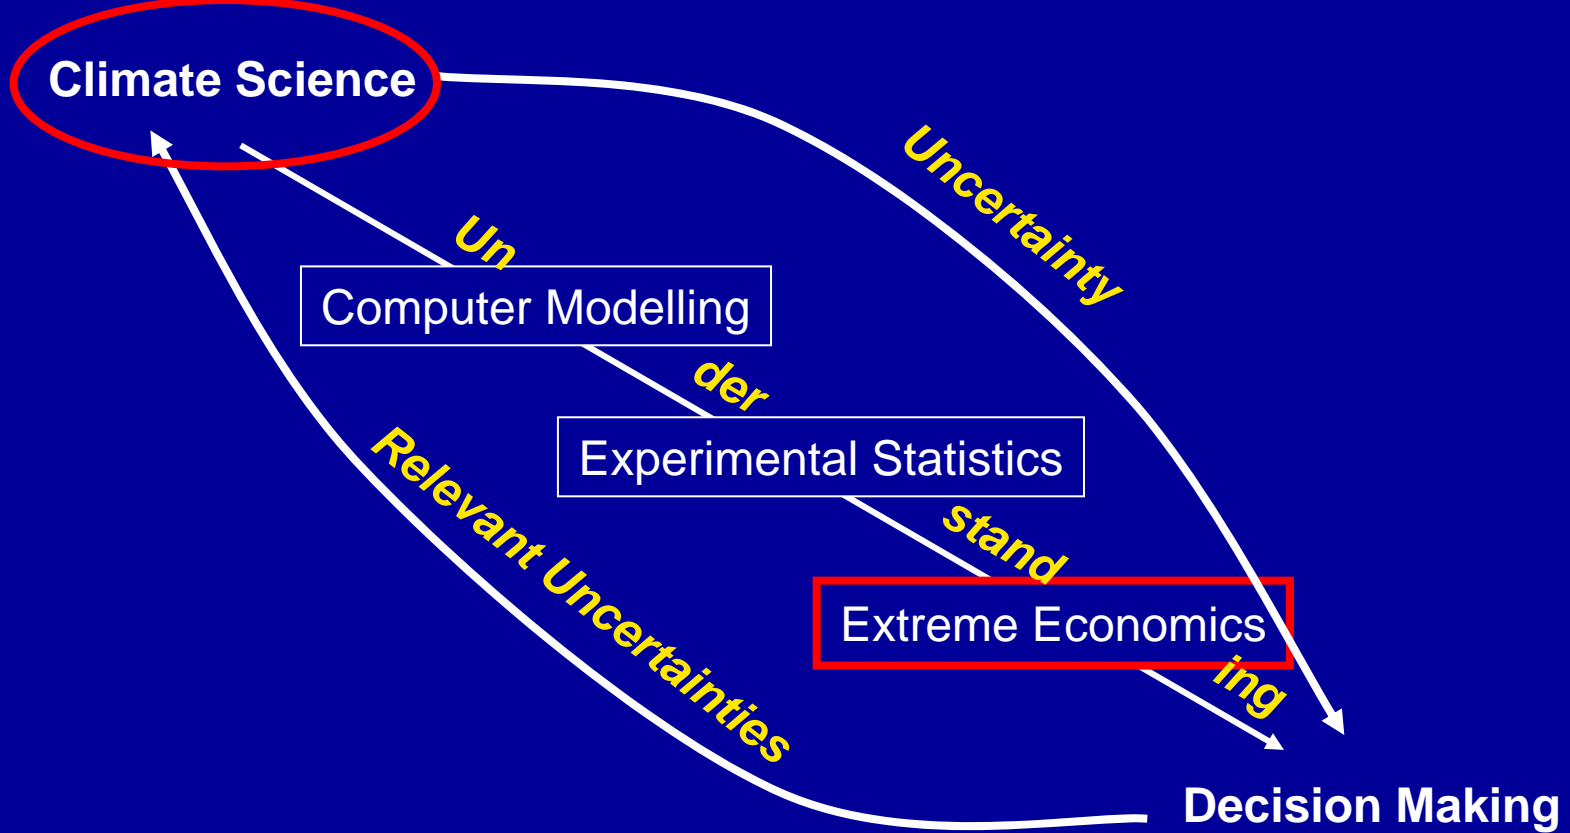 Climate Science
Uncertainty
Un
Computer Modelling
der
Experimental Statistics
Relevant Uncertainties
stand
Extreme Economics
ing
Decision Making